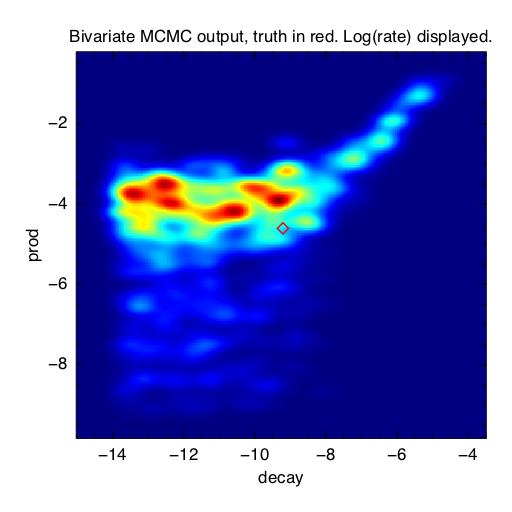 Bivariate MCMC output, truth in red. Log(rate) displayed.
prod
−2
−4
−6
−8
−14 −12 −10 −8 −6 −4
decay